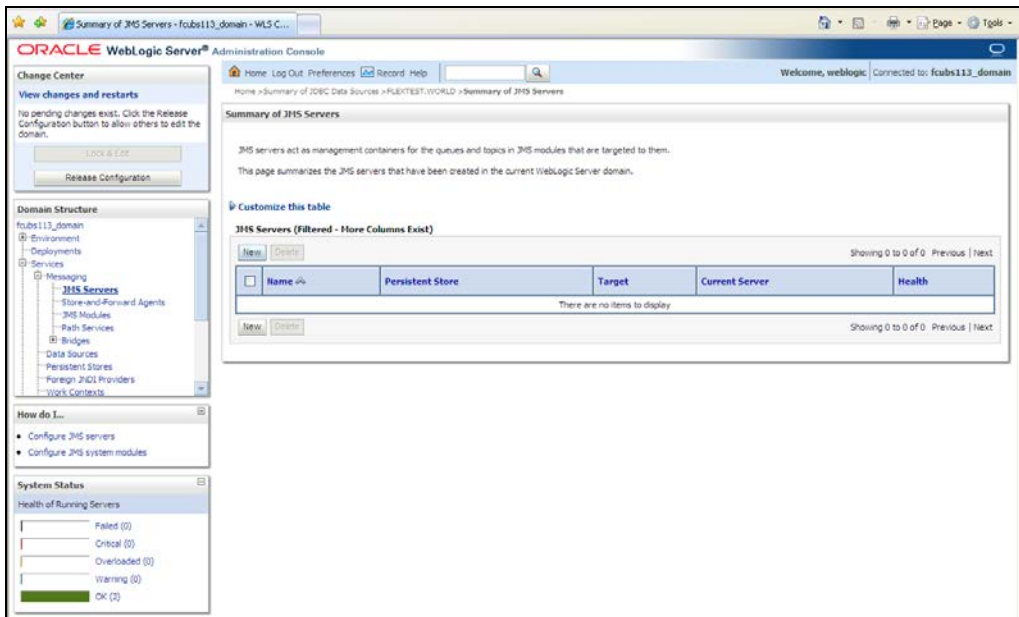 Summary of JMS Servers - fcubs113_domain - WLS C...
Page
Tools
ORACLE WebLogic Server® Administration Console
Change Center
View changes and restarts
No pending changes exist. Click the Release
Configuration button to allow others to edit the
domain.
Lock & Edit
Release Configuration
Domain Structure
fcubs113_domain
Environment
Deployments
Services
Messaging
JMS Servers
Store-and-Forward Agents
JMS Modules
Path Services
Bridges
Data Sources
Persistent Stores
Foreign JNDI Providers
Work Contexts
How do I...
Configure JMS servers
Configure JMS system modules
System Status
Health of Running Servers
Failed (0)
Critical (0)
Overloaded (0)
Warning (0)
OK (2)
Home Log Out Preferences Record Help
Welcome, weblogic Connected to: fcubs113_domain
Home >Summary of JDBC Data Sources >FLEXTEST.WORLD >Summary of JMS Servers
Summary of JMS Servers
JMS servers act as management containers for the queues and topics in JMS modules that are targeted to them.
This page summarizes the JMS servers that have been created in the current WebLogic Server domain.
Customize this table
JMS Servers (Filtered - More Columns Exist)
New Delete Showing 0 to 0 of 0 Previous | Next
Name Persistent Store Target Current Server Health
There are no items to display
New Delete Showing 0 to 0 of 0 Previous | Next